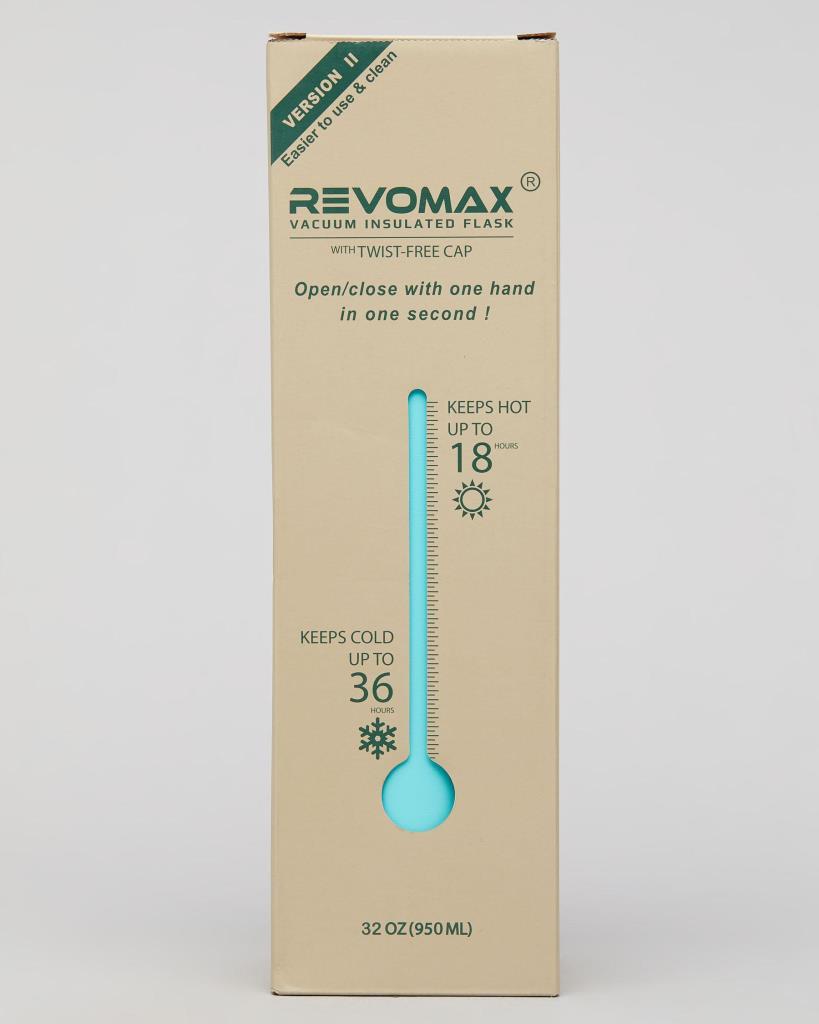 VERSION II
Easier to use & clean
REVOMAX®
VACUUM INSULATED FLASK
WITH TWIST-FREE CAP
Open/close with one hand
in one second !
KEEPS HOT
UP TO
18 HOURS
KEEPS COLD
UP TO
36
HOURS
32 OZ (950 ML)